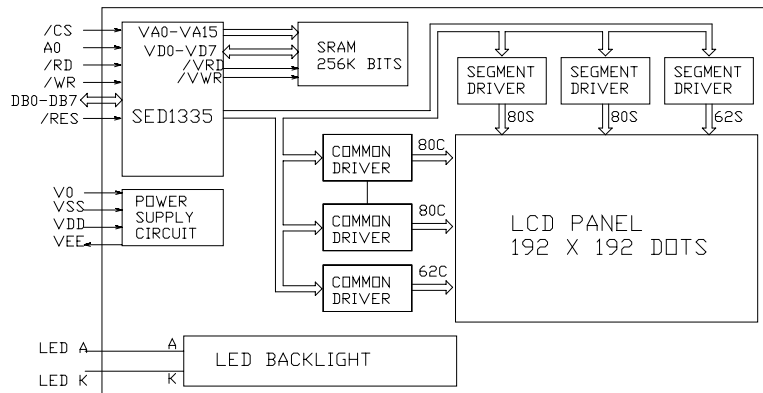 /CS
A0
/RD
/WR
DB0-DB7
/RES
VA0-VA15
VD0-VD7
/VRD
/VWR
SED1335
SRAM
256K BITS
SEGMENT
DRIVER
SEGMENT
DRIVER
SEGMENT
DRIVER
80S
80S
62S
COMMON
DRIVER
80C
COMMON
DRIVER
80C
COMMON
DRIVER
62C
LCD PANEL
192 X 192 DOTS
V0
VSS
VDD
VEE
POWER
SUPPLY
CIRCUIT
LED A
A
LED K
K
LED BACKLIGHT